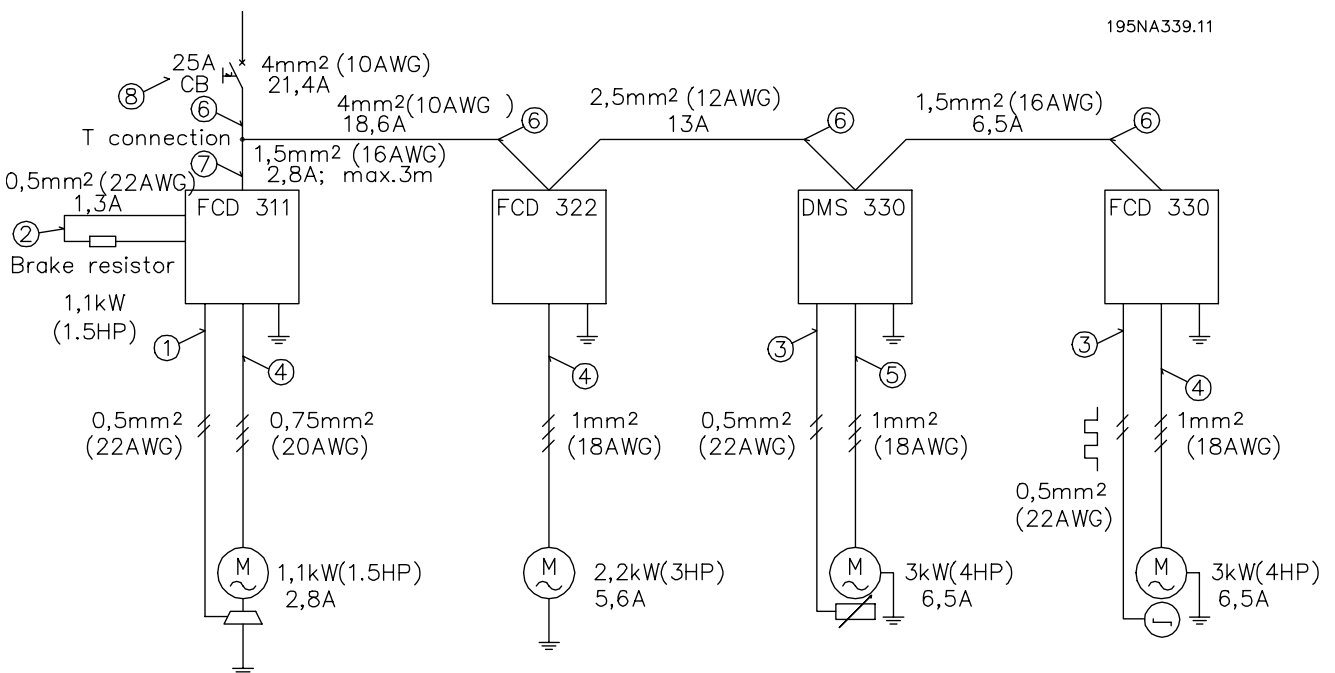 195NA339.11
25A
CB
4mm² (10AWG)
21,4A
8
6
T connection
4mm²(10AWG )
18,6A
6
2,5mm² (12AWG)
13A
6
1,5mm² (16AWG)
6,5A
6
7
1,5mm² (16AWG)
2,8A; max.3m
0,5mm² (22AWG)
1,3A
2
Brake resistor
1,1kW
(1.5HP)
FCD 311
FCD 322
DMS 330
FCD 330
1
4
4
3
5
3
4
0,5mm²
(22AWG)
0,75mm²
(20AWG)
1mm²
(18AWG)
0,5mm²
(22AWG)
1mm²
(18AWG)
0,5mm²
(22AWG)
1mm²
(18AWG)
M
1,1kW(1.5HP)
2,8A
M
2,2kW(3HP)
5,6A
M
3kW(4HP)
6,5A
M
3kW(4HP)
6,5A